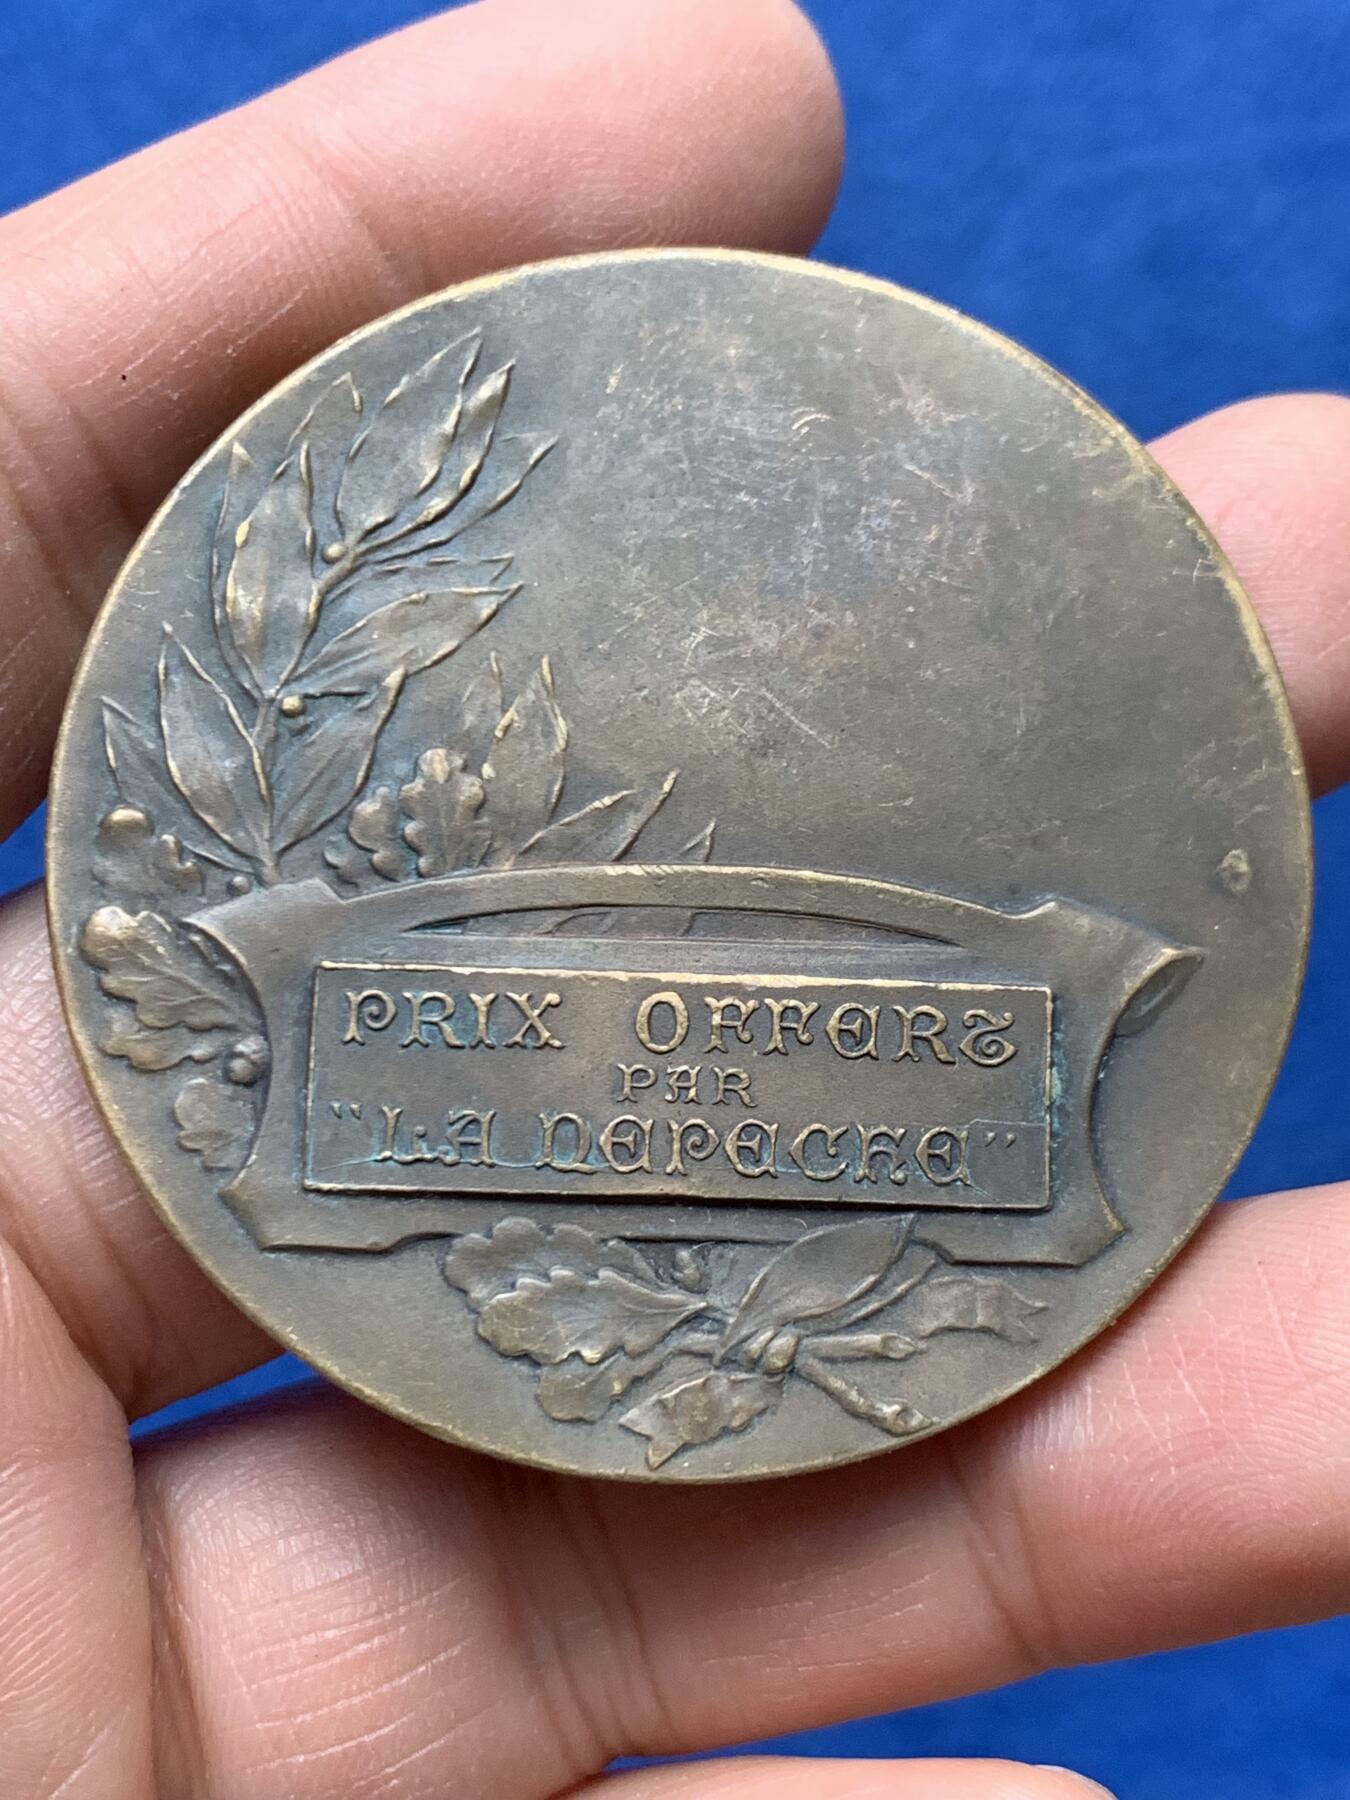 PRIX OFFERT
PAR
"LA DEPECHE"